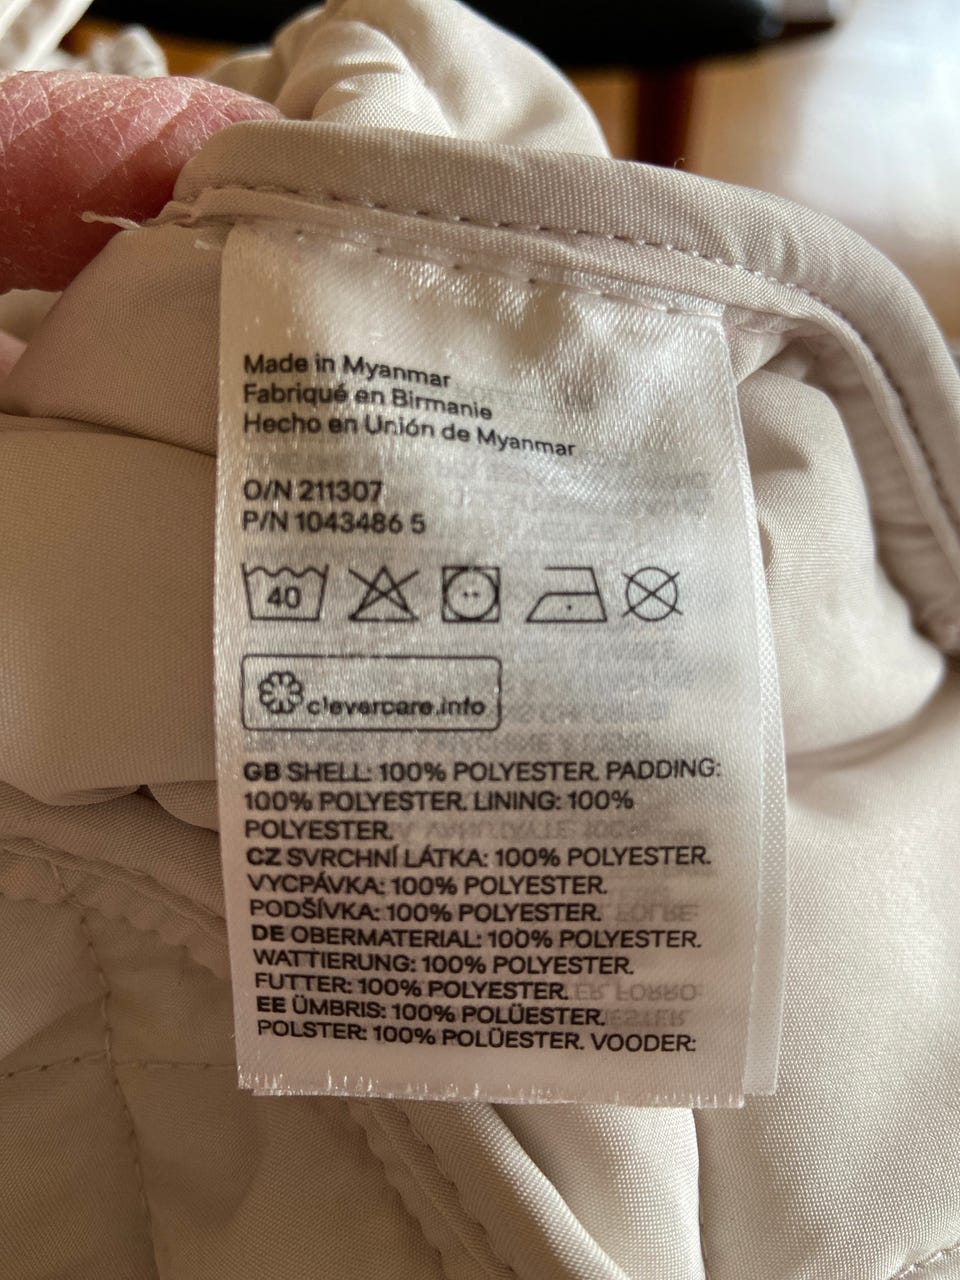 Made in Myanmar
Fabriqué en Birmanie
Hecho en Unión de Myanmar
O/N 211307
P/N 1043486 5
40
clevercare.info
GB SHELL: 100% POLYESTER. PADDING:
100% POLYESTER. LINING: 100%
POLYESTER.
CZ SVRCHNÍ LÁTKA: 100% POLYESTER.
VYCPÁVKA: 100% POLYESTER.
PODŠÍVKA: 100% POLYESTER.
DE OBERMATERIAL: 100% POLYESTER.
WATTIERUNG: 100% POLYESTER.
FUTTER: 100% POLYESTER.
EE ÜMBRIS: 100% POLÜESTER.
POLSTER: 100% POLÜESTER. VOODER: